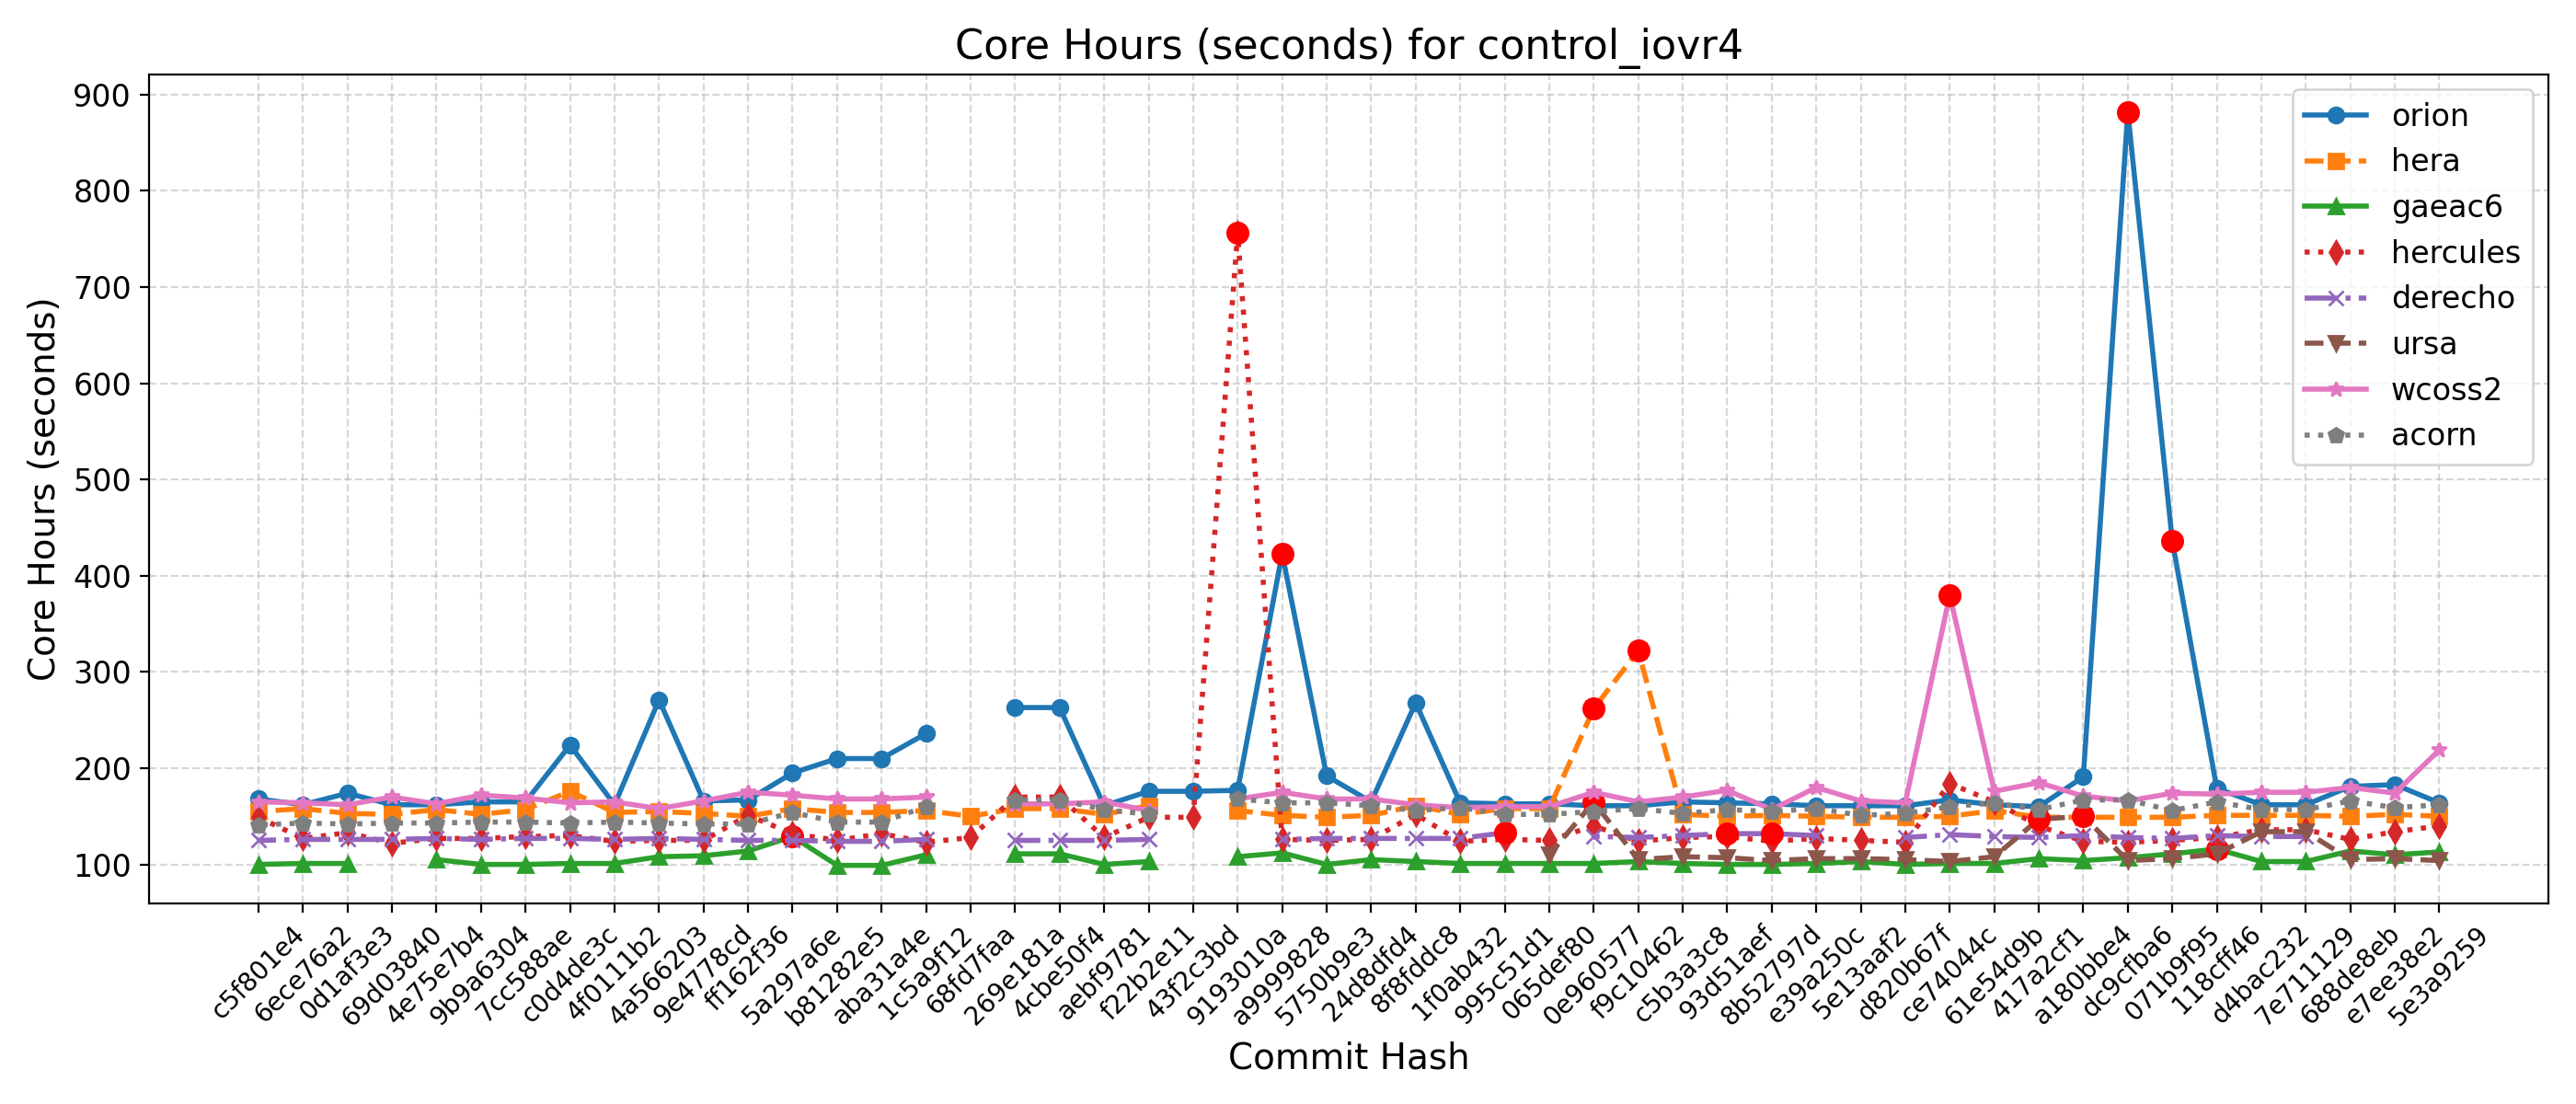 Core Hours (seconds) for control_iovr4
900
800
700
600
500
400
300
200
100
Core Hours (seconds)
orion
hera
gaeac6
hercules
derecho
ursa
wcoss2
acorn
c5f801e4
6ece76a2
0d1af3e3
69d03840
4e75e7b4
9b9a6304
7cc588ae
c0d4de3c
4f0111b2
4a566203
9e4778cd
ff162f36
5a297a6e
b81282e5
aba31a4e
1c5a9f12
68fd7faa
269e181a
4cbe50f4
aebf9781
f22b2e11
43f2c3bd
9193010a
a9999828
5750b9e3
24d8dfd4
8f8fddc8
1f0ab432
995c51d1
065def80
0e960577
f9c10462
c5b3a3c8
93d51aef
8b52797d
e39a250c
5e13aaf2
d820b67f
ce74044c
61e54d9b
417a2cf1
a180bbe4
dc9cfba6
071b9f95
118cff46
d4bac232
7e711129
688de8eb
e7ee38e2
5e3a9259
Commit Hash